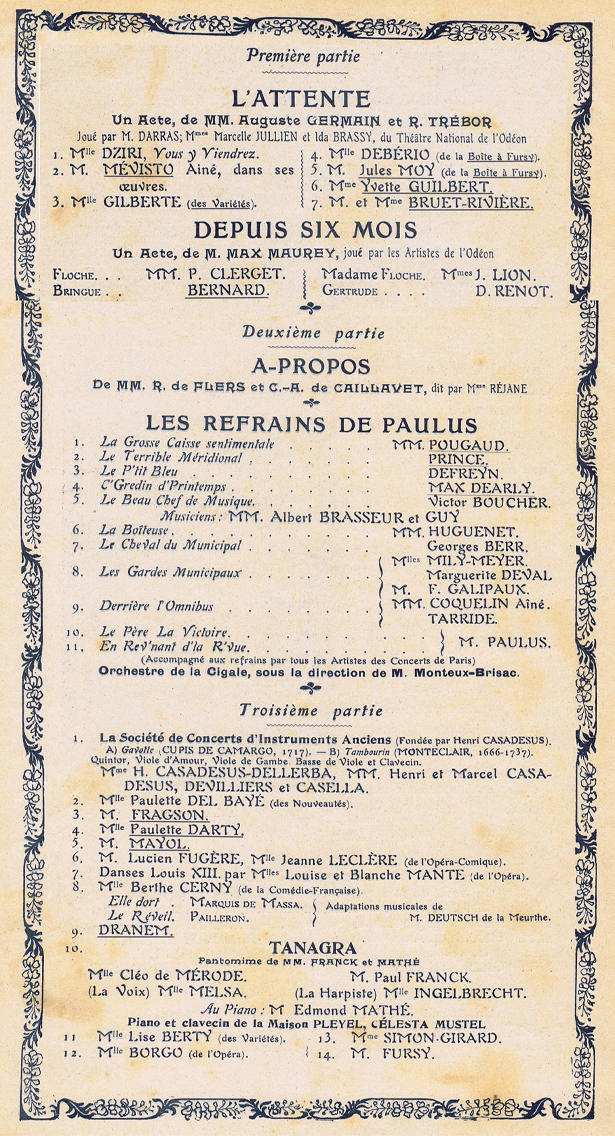 Première partie
L'ATTENTE
Un Acte, de MM. Auguste GERMAIN et R. TRÉBOR
Joué par M. DARRAS; Mmes Marcelle JULLIEN et Ida BRASSY, du Théâtre National de l'Odéon
1. Mlle DZIRI, Vous y Viendrez.
2. M. MÉVISTO Ainé, dans ses
œuvres.
3. Mlle GILBERTE (des Variétés).
4. Mlle DEBÉRIO (de la Boîte à Fursy).
5. M. Jules MOY (de la Boîte à Fursy).
6. Mme Yvette GUILBERT.
7. M. et Mme BRUET-RIVIÈRE.
DEPUIS SIX MOIS
Un Acte, de M. MAX MAUREY, joué par les Artistes de l'Odéon
FLOCHE. . . MM. P. CLERGET.
BRINGUE . . BERNARD.
Madame FLOCHE. Mmes J. LION.
GERTRUDE . . . . D. RENOT.
Deuxième partie
A-PROPOS
De MM. R. de FLERS et C.-A. de CAILLAVET, dit par Mme RÉJANE
LES REFRAINS DE PAULUS
1. La Grosse Caisse sentimentale . . . . . MM. POUGAUD.
2. Le Terrible Méridional . . . . . . PRINCE.
3. Le P'tit Bleu . . . . . . . DEFREYN.
4. C'Gredin d'Printemps . . . . . . MAX DEARLY.
5. Le Beau Chef de Musique. . . . . . Victor BOUCHER.
Musiciens : MM. Albert BRASSEUR et GUY
6. La Boîteuse . . . . . . . MM. HUGUENET.
7. Le Cheval du Municipal . . . . . . Georges BERR.
8. Les Gardes Municipaux . . . . . . Mlles MILY-MEYER.
Marguerite DEVAL
M. F. GALIPAUX.
9. Derrière l'Omnibus . . . . . . MM. COQUELIN Aîné.
TARRIDE.
10. Le Père La Victoire. . . . . . . .
11. En Rev'nant d'la R'vue. . . . . . . . M. PAULUS.
(Accompagné aux refrains par tous les Artistes des Concerts de Paris)
Orchestre de la Cigale, sous la direction de M. Monteux-Brisac.
Troisième partie
1. La Société de Concerts d'Instruments Anciens (Fondée par Henri CASADESUS).
A) Gavotte (CUPIS DE CAMARGO, 1717). — B) Tambourin (MONTECLAIR, 1666-1737).
Quintor, Viole d'Amour, Viole de Gambe, Basse de Viole et Clavecin.
Mme H. CASADESUS-DELLERBA, MM. Henri et Marcel CASA-
DESUS, DEVILLIERS et CASELLA.
2. Mlle Paulette DEL BAYÉ (des Nouveautés).
3. M. FRAGSON.
4. Mlle Paulette DARTY.
5. M. MAYOL.
6. M. Lucien FUGÈRE, Mlle Jeanne LECLÈRE (de l'Opéra-Comique).
7. Danses Louis XIII. par Mlles Louise et Blanche MANTE (de l'Opéra).
8. Mlle Berthe CERNY (de la Comédie-Française).
Elle dort . MARQUIS DE MASSA.
Le Réveil. PAILLERON.
Adaptations musicales de
M. DEUTSCH de la Meurthe.
9. DRANEM.
10. TANAGRA
Pantomime de MM. FRANCK et MATHÉ
Mlle Cléo de MÉRODE. M. Paul FRANCK.
(La Voix) Mlle MELSA. (La Harpiste) Mlle INGELBRECHT.
Au Piano : M Edmond MATHÉ.
Piano et clavecin de la Maison PLEYEL, CÉLESTA MUSTEL
11 Mlle Lise BERTY (des Variétés).
12. Mlle BORGO (de l'Opéra).
13. Mme SIMON-GIRARD.
14. M. FURSY.